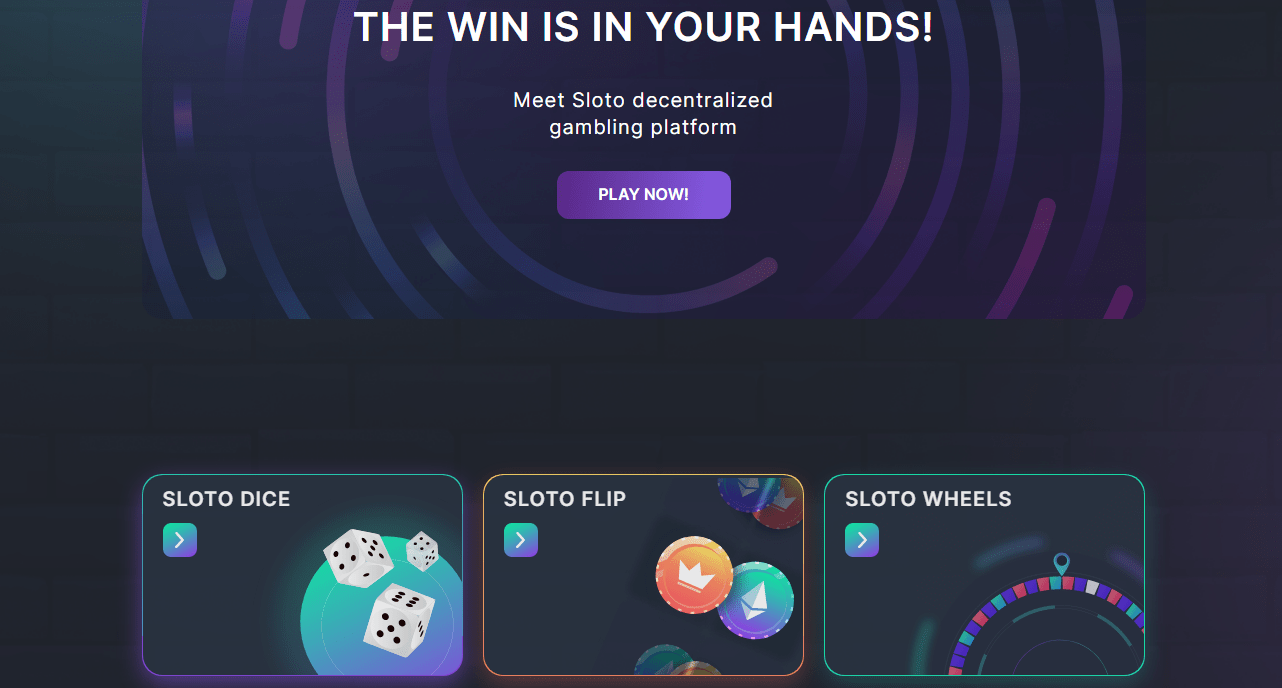 THE WIN IS IN YOUR HANDS!
Meet Sloto decentralized
gambling platform
PLAY NOW!
SLOTO DICE
SLOTO FLIP
SLOTO WHEELS